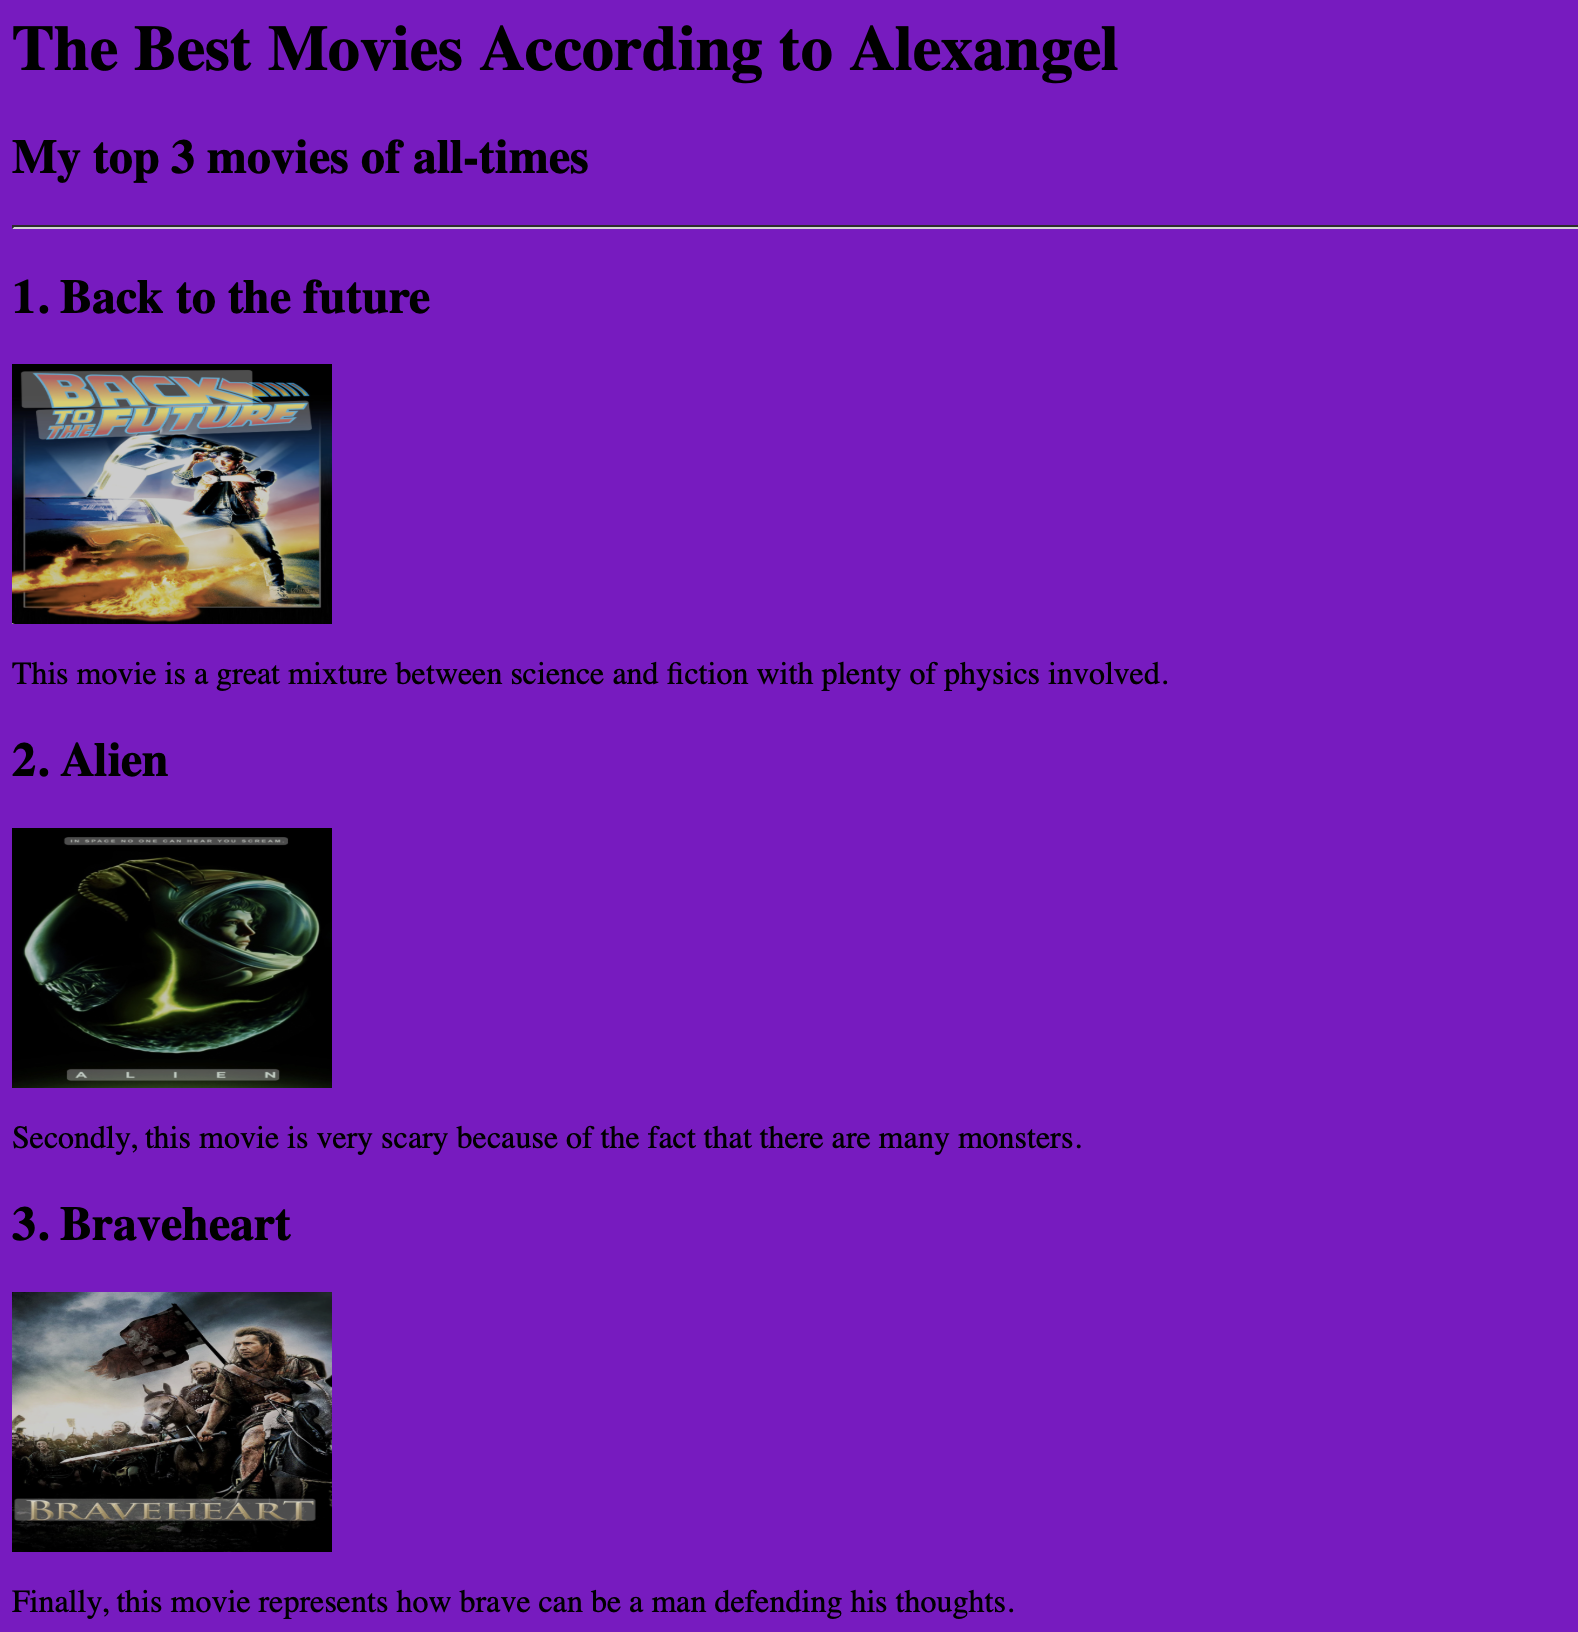 The Best Movies According to Alexangel
My top 3 movies of all-times
1. Back to the future
BACK
TO THE FUTURE
This movie is a great mixture between science and fiction with plenty of physics involved.
2. Alien
IN SPACE NO ONE CAN HEAR YOU SCREAM
A L I E N
Secondly, this movie is very scary because of the fact that there are many monsters.
3. Braveheart
BRAVEHEART
Finally, this movie represents how brave can be a man defending his thoughts.